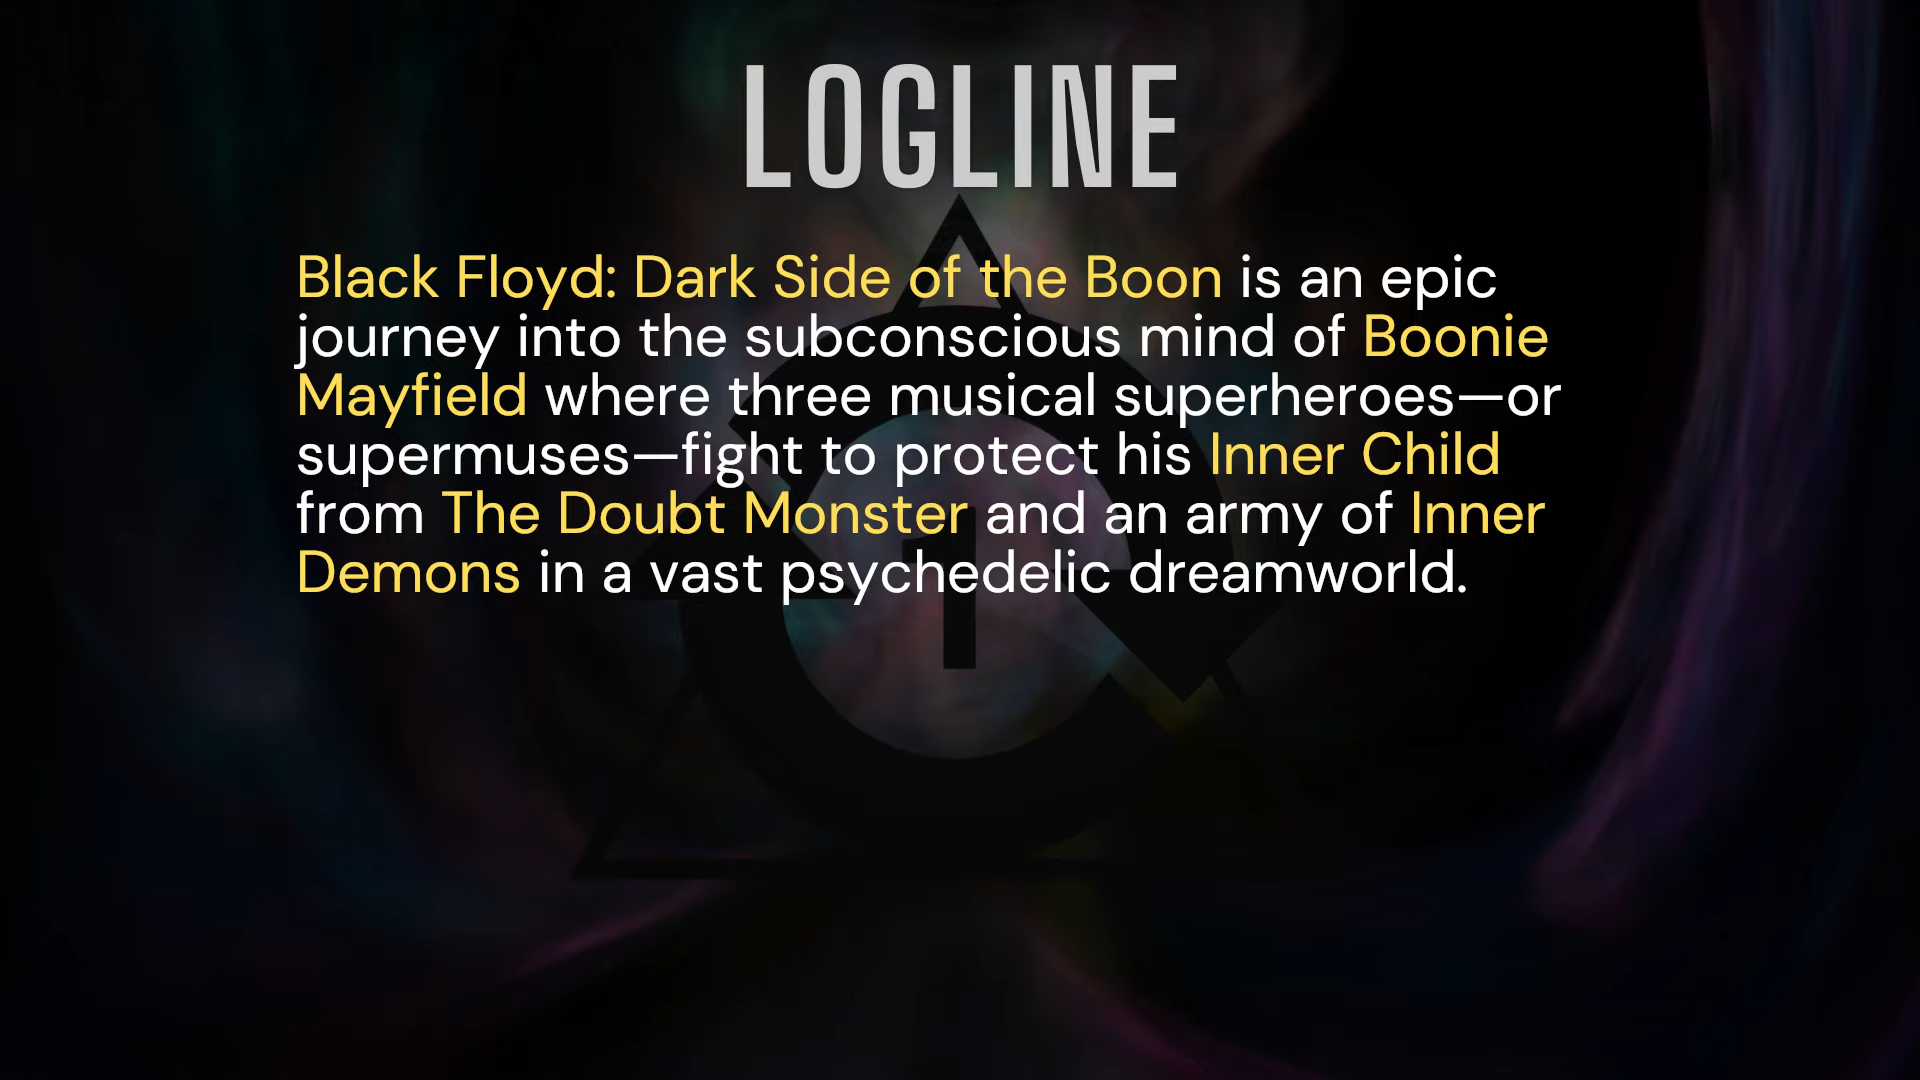 LOGLINE
Black Floyd: Dark Side of the Boon is an epic
journey into the subconscious mind of Boonie
Mayfield where three musical superheroes—or
supermuses—fight to protect his Inner Child
from The Doubt Monster and an army of Inner
Demons in a vast psychedelic dreamworld.
1